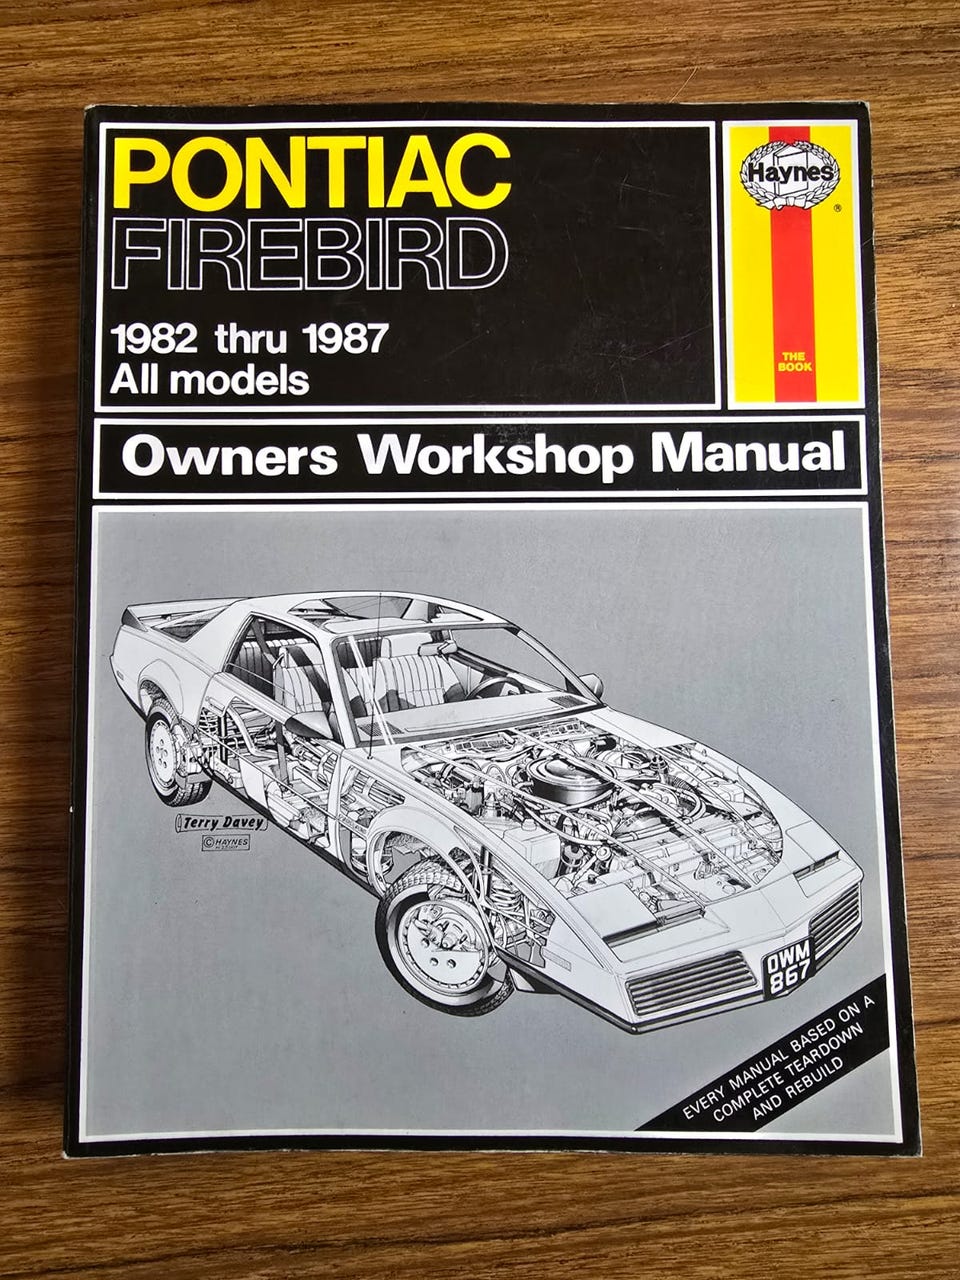 PONTIAC
FIREBIRD
1982 thru 1987
All models
Haynes
®
THE
BOOK
Owners Workshop Manual
Terry Davey
© HAYNES
OWM
867
EVERY MANUAL BASED ON A
COMPLETE TEARDOWN
AND REBUILD